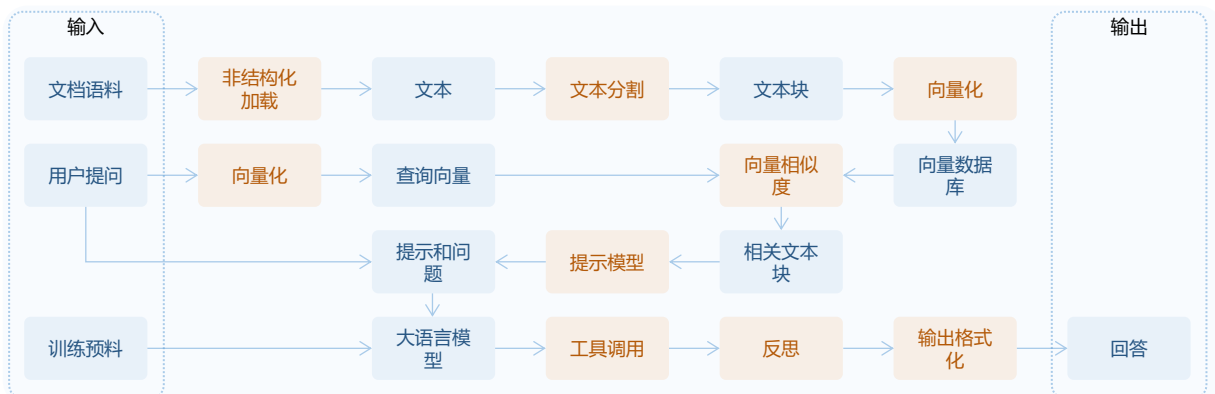 输入
输出
文档语料
非结构化
加载
文本
文本分割
文本块
向量化
用户提问
向量化
查询向量
向量相似
度
向量数据
库
提示和问
题
提示模型
相关文本
块
训练预料
大语言模
型
工具调用
反思
输出格式
化
回答